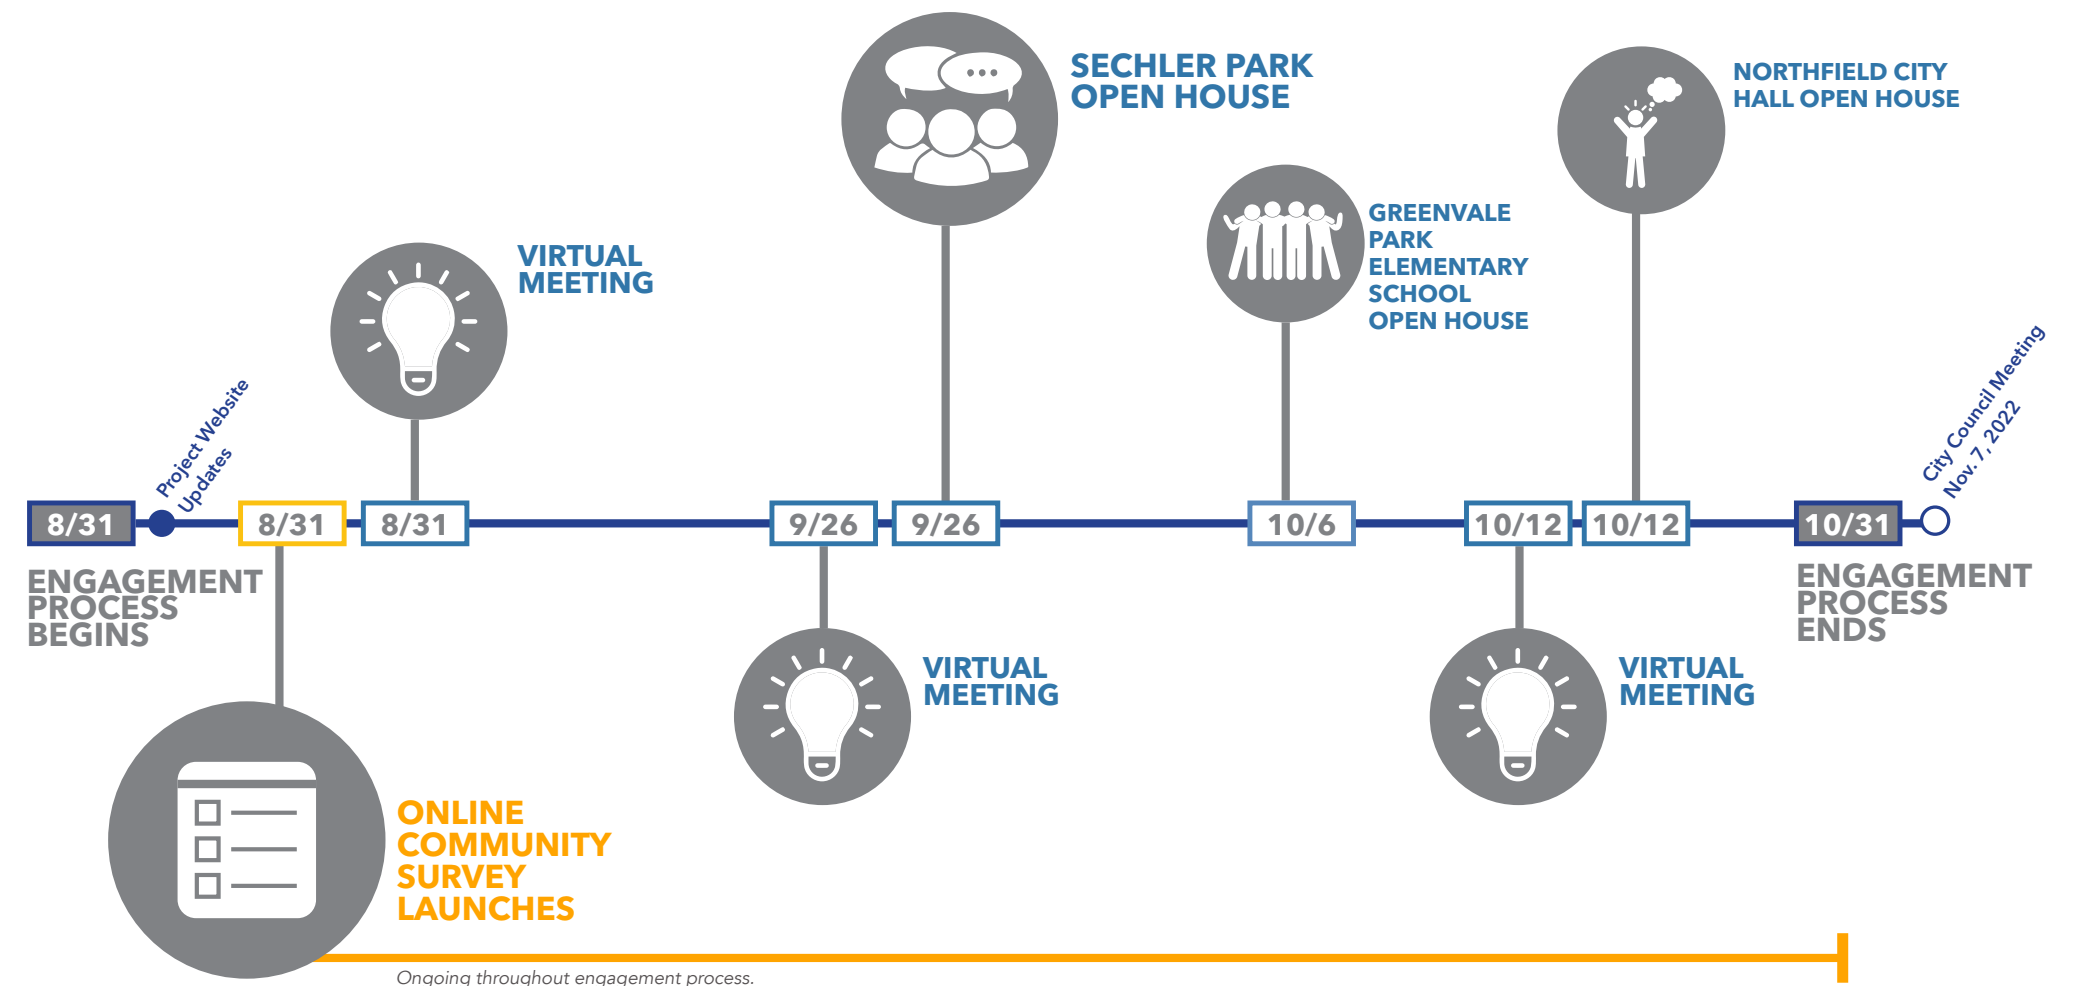 SECHLER PARK
OPEN HOUSE
NORTHFIELD CITY
HALL OPEN HOUSE
GREENVALE
PARK
ELEMENTARY
SCHOOL
OPEN HOUSE
VIRTUAL
MEETING
Project Website
Updates
City Council Meeting
Nov. 7, 2022
8/31
8/31
8/31
9/26
9/26
10/6
10/12
10/12
10/31
ENGAGEMENT
PROCESS
BEGINS
ENGAGEMENT
PROCESS
ENDS
VIRTUAL
MEETING
VIRTUAL
MEETING
ONLINE
COMMUNITY
SURVEY
LAUNCHES
Ongoing throughout engagement process.